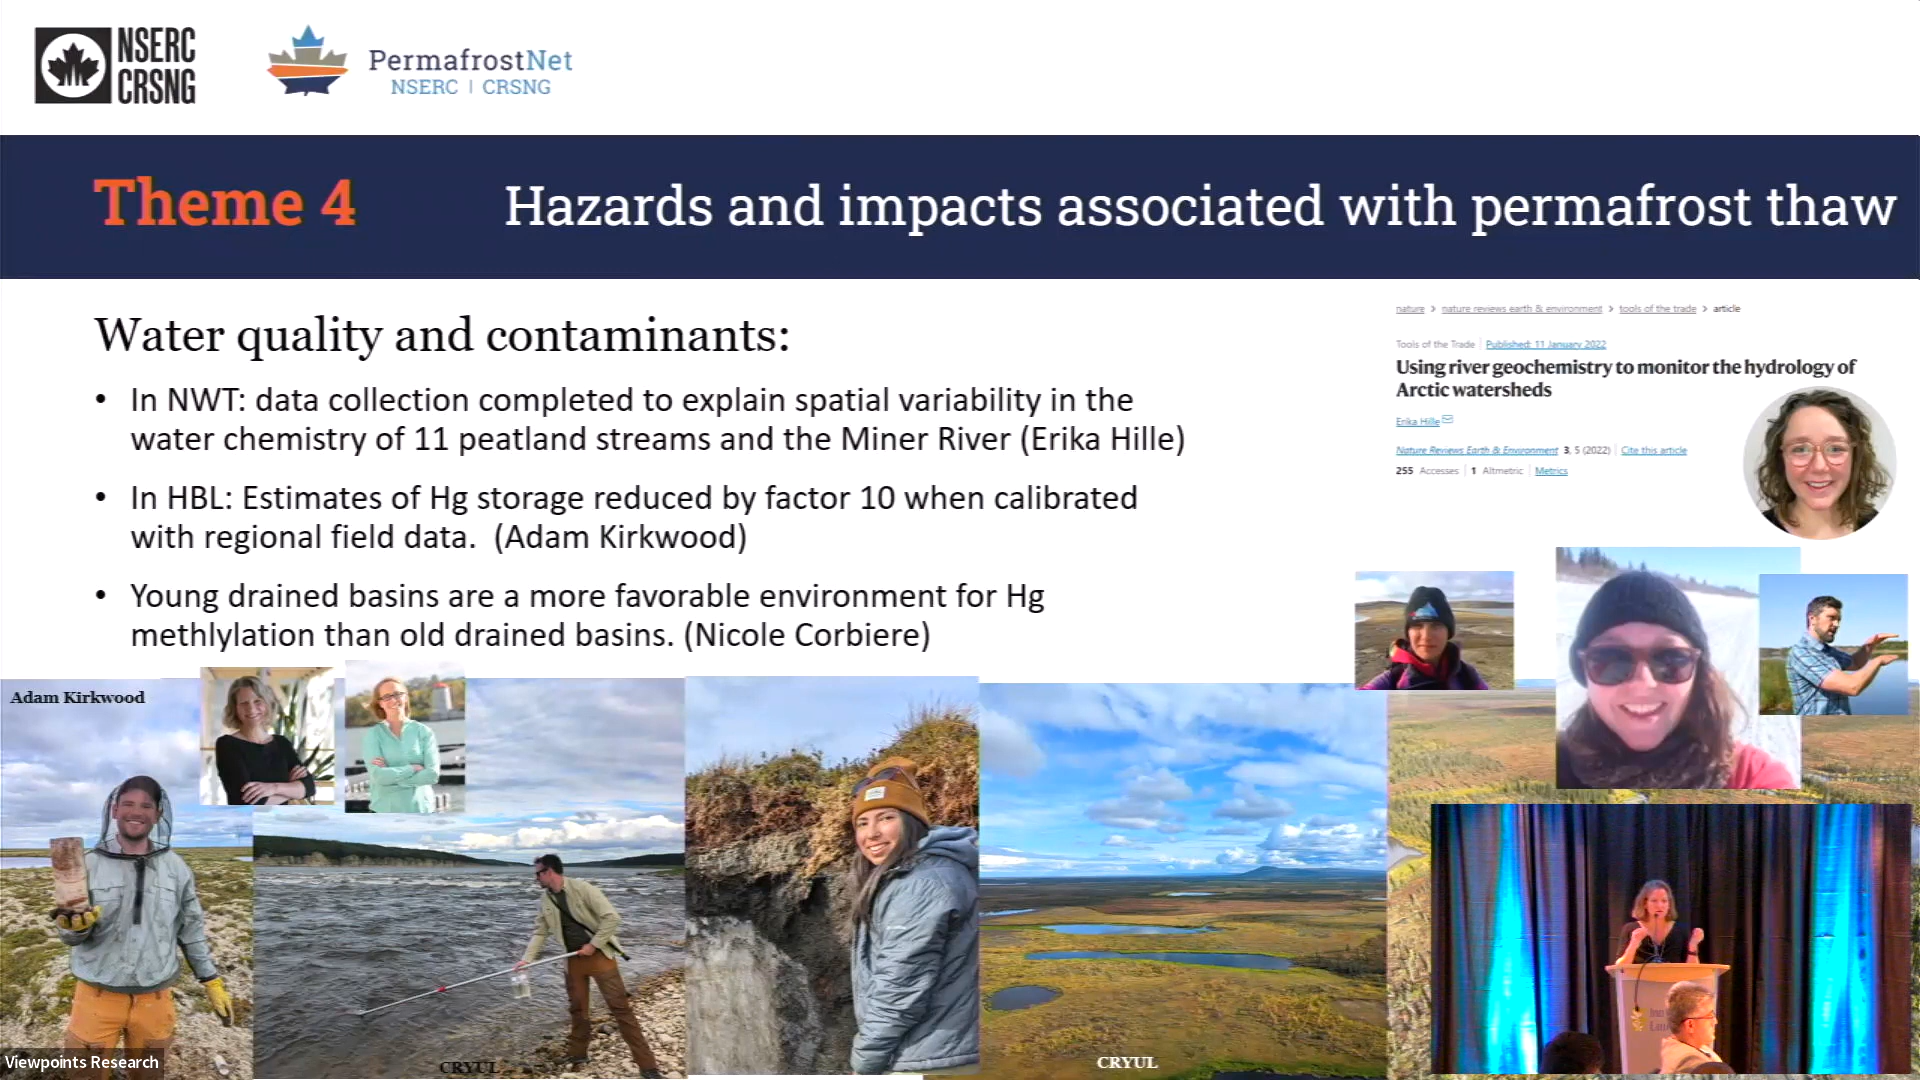 NSERC
CRSNG
PermafrostNet
NSERC | CRSNG
Theme 4
Hazards and impacts associated with permafrost thaw
Water quality and contaminants:
• In NWT: data collection completed to explain spatial variability in the
water chemistry of 11 peatland streams and the Miner River (Erika Hille)
• In HBL: Estimates of Hg storage reduced by factor 10 when calibrated
with regional field data. (Adam Kirkwood)
• Young drained basins are a more favorable environment for Hg
methlylation than old drained basins. (Nicole Corbiere)
nature > nature reviews earth & environment > tools of the trade > article
Tools of the Trade | Published: 11 January 2022
Using river geochemistry to monitor the hydrology of
Arctic watersheds
Erika Hille
Nature Reviews Earth & Environment 3, 5 (2022) | Cite this article
255 Accesses | 1 Altmetric | Metrics
Adam Kirkwood
CRYUL
CRYUL
Viewpoints Research